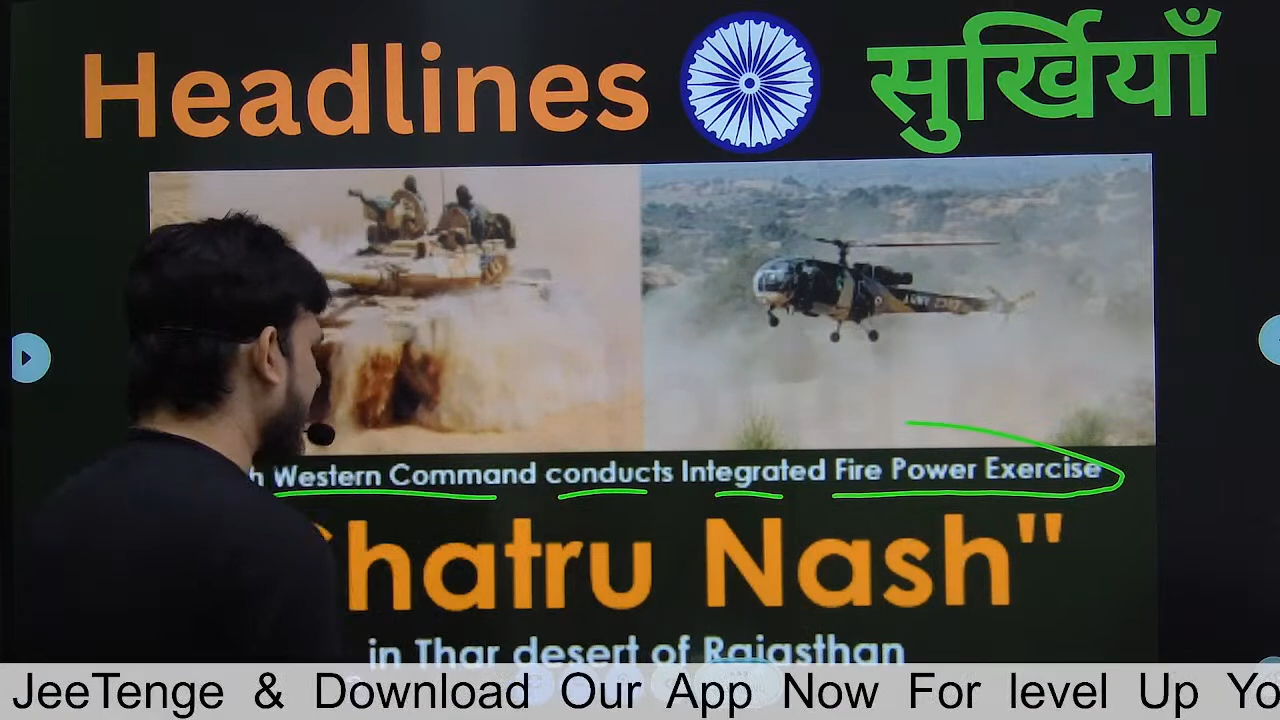 Headlines सुर्खियाँ
Western Command conducts Integrated Fire Power Exercise
hatru Nash"
in Thar desert of Rajasthan
JeeTenge & Download Our App Now For level Up Yo